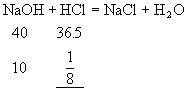 NaOH + HCl = NaCl + H₂O
40 36.5
10 1/8